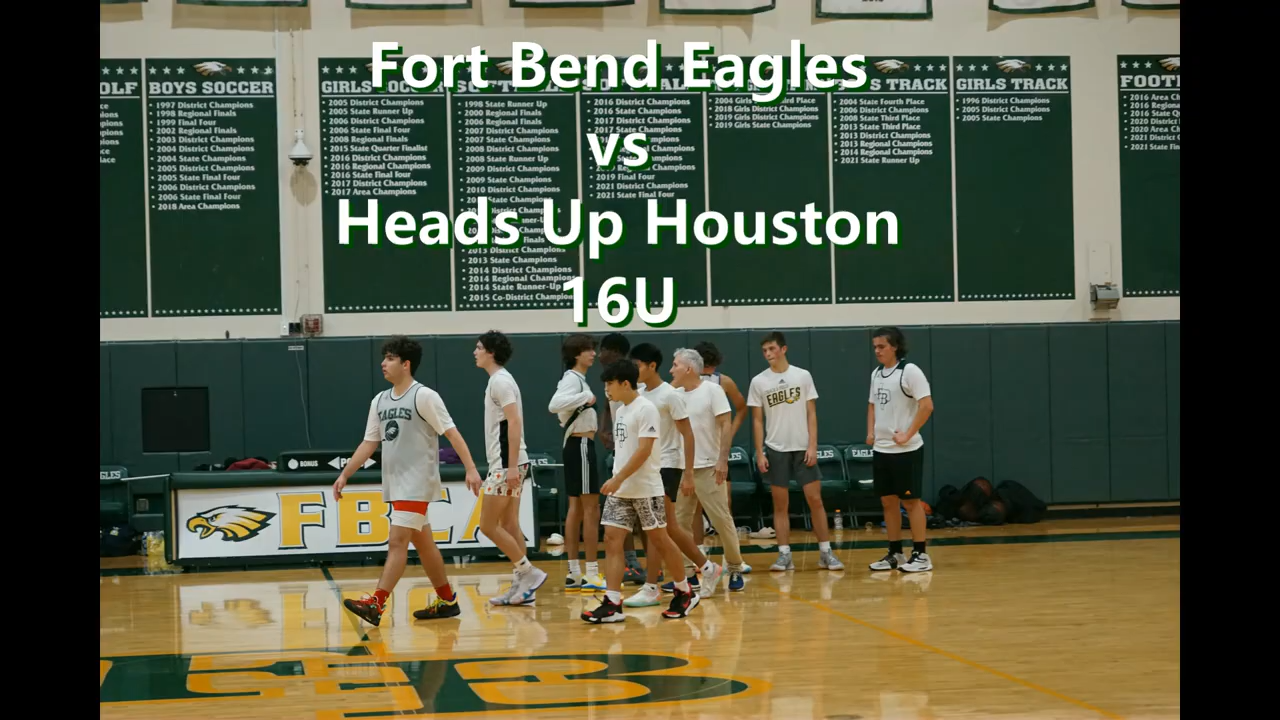 Fort Bend Eagles
vs
Heads Up Houston
16U
OLF
BOYS SOCCER
1997 District Champions
1998 Regional Finals
1999 Final Four
2002 Regional Finals
2003 District Champions
2004 District Champions
2004 State Champions
2005 District Champions
2005 State Final Four
2006 District Champions
2006 State Final Four
2018 Area Champions
2005 District Champions
2005 State Runner Up
2006 District Champions
2006 State Final Four
2008 Regional Finals
2015 State Quarter Finalist
2016 District Champions
2016 Regional Champions
2016 State Final Four
2017 District Champions
2017 Area Champions
1998 State Runner Up
2000 Regional Finals
2006 Regional Finals
2007 District Champions
2007 State Champions
2008 District Champions
2008 State Runner Up
2009 District Champions
2009 State Champions
2010 District Champions
2013 State Champions
2014 District Champions
2014 Regional Champions
2014 State Runner-Up
2015 Co-District Champions
2016 District Champions
2016 State Champions
2017 District Champions
2019 Final Four
2021 District Champions
2021 State Final Four
2018 Girls District Champions
2019 Girls State Champions
S TRACK
2004 State Fourth Place
2006 District Champions
2008 State Third Place
2013 State Third Place
2013 District Champions
2013 Regional Champions
2014 Regional Champions
2021 State Runner Up
GIRLS TRACK
1996 District Champions
2005 District Champions
2005 State Champions
FOOT
2016 Area
2016 Regional
2016 State
2020 District
2020 Area
2021 District
2021 State
EAGLES
EAGLES
BONUS
FBCA